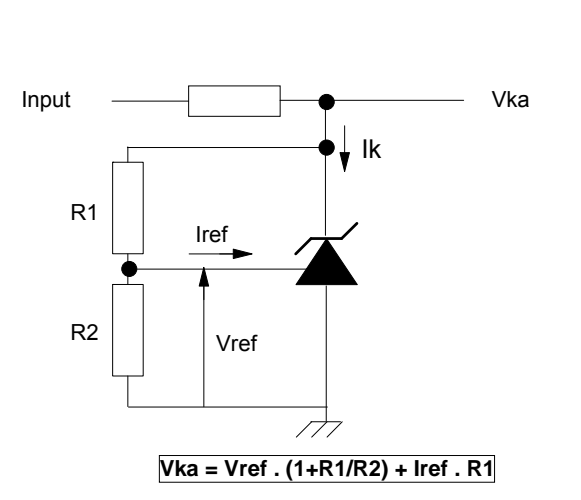 Input
Vka
Ik
R1
Iref
R2
Vref
Vka = Vref . (1+R1/R2) + Iref . R1